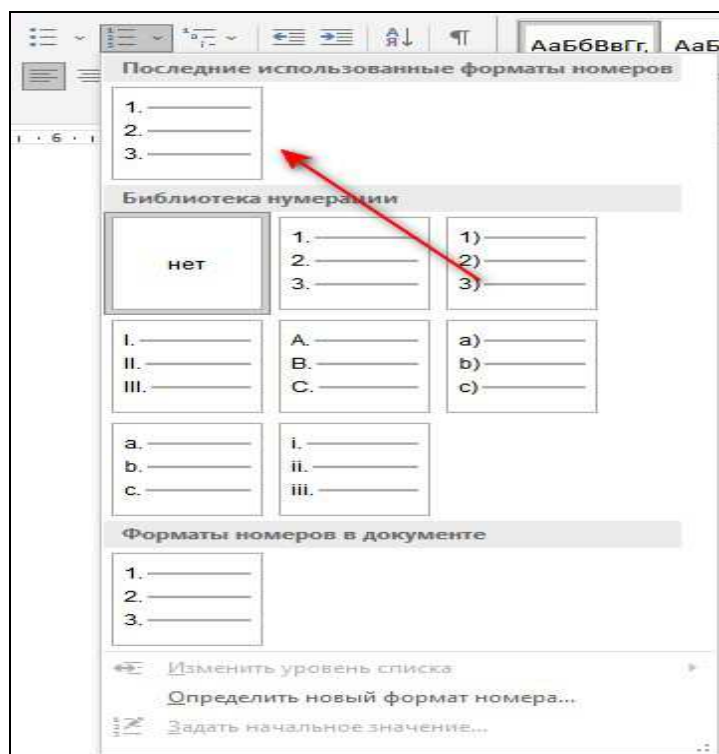 АаБбВвГг, АаБ
Последние использованные форматы номеров
· 6 · ı
1.
2.
3.
Библиотека нумерации
нет
1.
2.
3.
1)
2)
3)
I.
II.
III.
A.
B.
C.
a)
b)
c)
a.
b.
c.
i.
ii.
iii.
Форматы номеров в документе
1.
2.
3.
Изменить уровень списка
Определить новый формат номера...
Задать начальное значение...